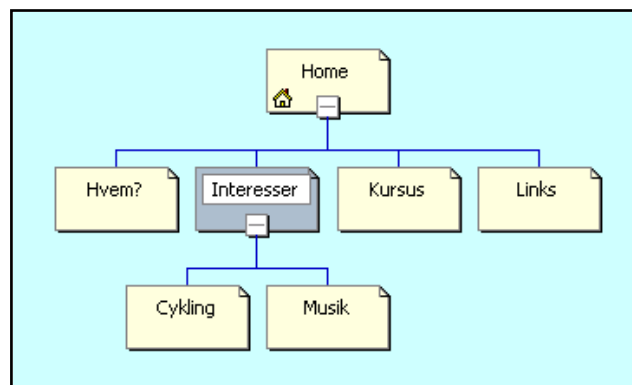 Home
Hvem?
Interesser
Kursus
Links
Cykling
Musik